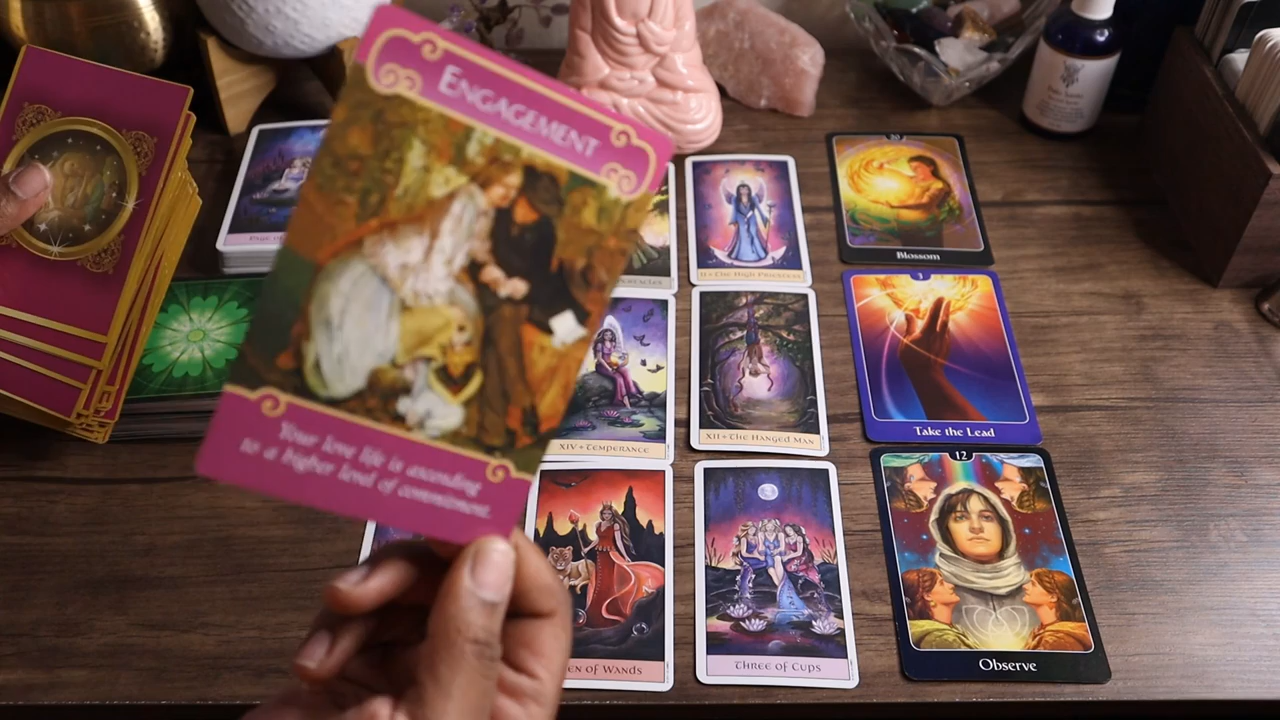 ENGAGEMENT
Your love life is ascending
to a higher level of commitment.
II + THE HIGH PRIESTESS
XIV + TEMPERANCE
XII + THE HANGED MAN
EN OF WANDS
THREE OF CUPS
Blossom
3
Take the Lead
12
Observe